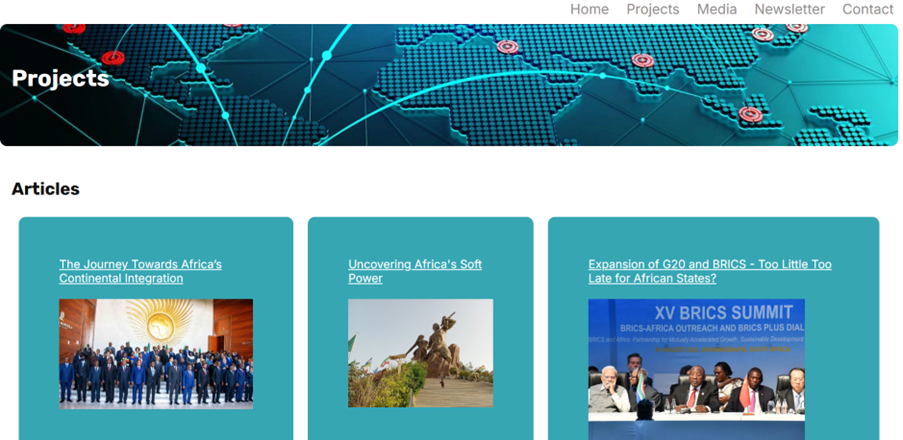 Home Projects Media Newsletter Contact
Projects
Articles
The Journey Towards Africa’s
Continental Integration
Uncovering Africa's Soft
Power
Expansion of G20 and BRICS - Too Little Too
Late for African States?
XV BRICS SUMMIT
BRICS-AFRICA OUTREACH AND BRICS PLUS DIAL
BRICS and Africa: Partnership for Mutually Accelerated Growth, Sustainable Development